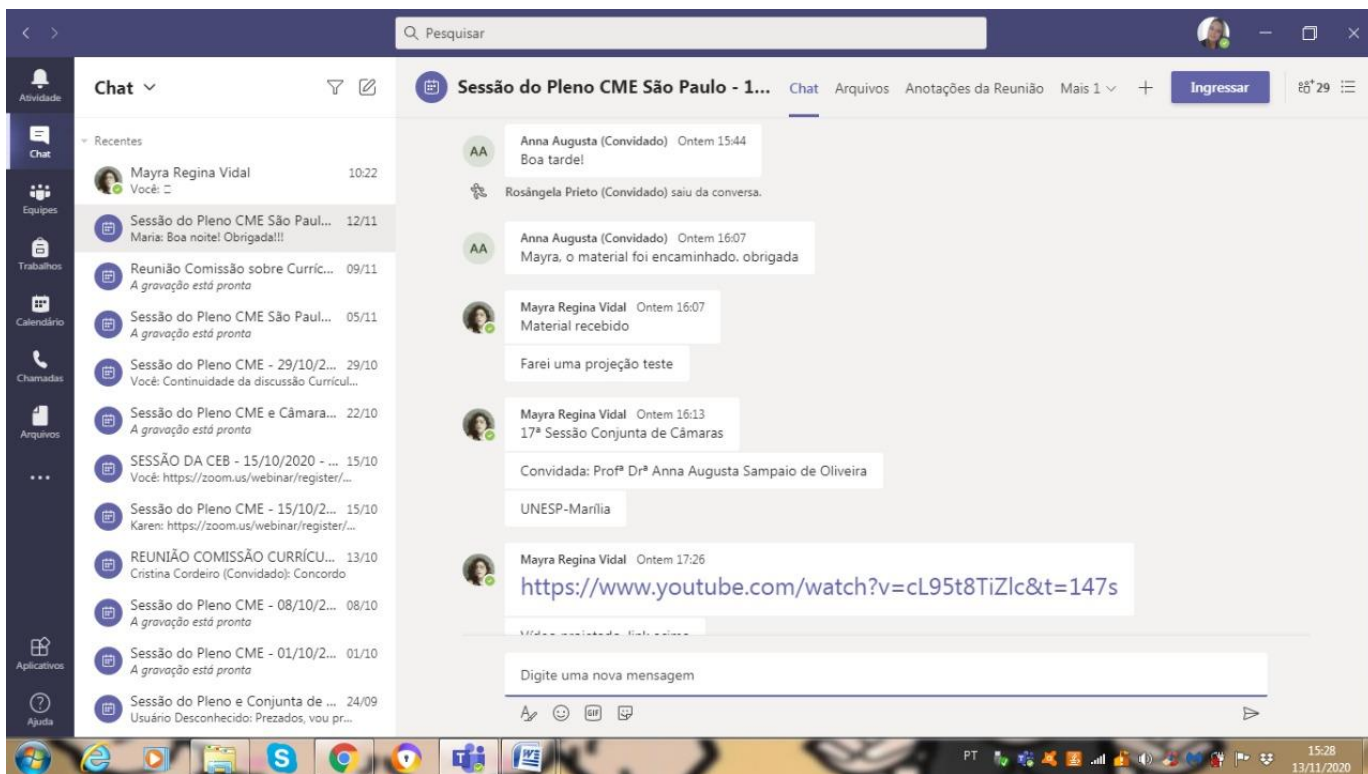 Pesquisar
Atividade
Chat
Equipes
Trabalhos
Calendário
Chamadas
Arquivos
Aplicativos
Ajuda
Chat
Recentes
Mayra Regina Vidal 10:22
Você:
Sessão do Pleno CME São Paul... 12/11
Maria: Boa noite! Obrigada!!!
Reunião Comissão sobre Curríc... 09/11
A gravação está pronta
Sessão do Pleno CME São Paul... 05/11
A gravação está pronta
Sessão do Pleno CME - 29/10/2... 29/10
Você: Continuidade da discussão Currícul...
Sessão do Pleno CME e Câmara... 22/10
A gravação está pronta
SESSÃO DA CEB - 15/10/2020 - ... 15/10
Você: https://zoom.us/webinar/register/...
Sessão do Pleno CME - 15/10/2... 15/10
Karen: https://zoom.us/webinar/register/...
REUNIÃO COMISSÃO CURRÍCU... 13/10
Cristina Cordeiro (Convidado): Concordo
Sessão do Pleno CME - 08/10/2... 08/10
A gravação está pronta
Sessão do Pleno CME - 01/10/2... 01/10
A gravação está pronta
Sessão do Pleno e Conjunta de ... 24/09
Usuário Desconhecido: Prezados, vou pr...
Sessão do Pleno CME São Paulo - 1... Chat Arquivos Anotações da Reunião Mais 1 Ingressar 29
AA
Anna Augusta (Convidado) Ontem 15:44
Boa tarde!
Rosângela Prieto (Convidado) saiu da conversa.
AA
Anna Augusta (Convidado) Ontem 16:07
Mayra, o material foi encaminhado. obrigada
Mayra Regina Vidal Ontem 16:07
Material recebido
Farei uma projeção teste
Mayra Regina Vidal Ontem 16:13
17ª Sessão Conjunta de Câmaras
Convidada: Profª Drª Anna Augusta Sampaio de Oliveira
UNESP-Marília
Mayra Regina Vidal Ontem 17:26
https://www.youtube.com/watch?v=cL95t8TiZlc&t=147s
Digite uma nova mensagem
GIF
PT 15:28
13/11/2020